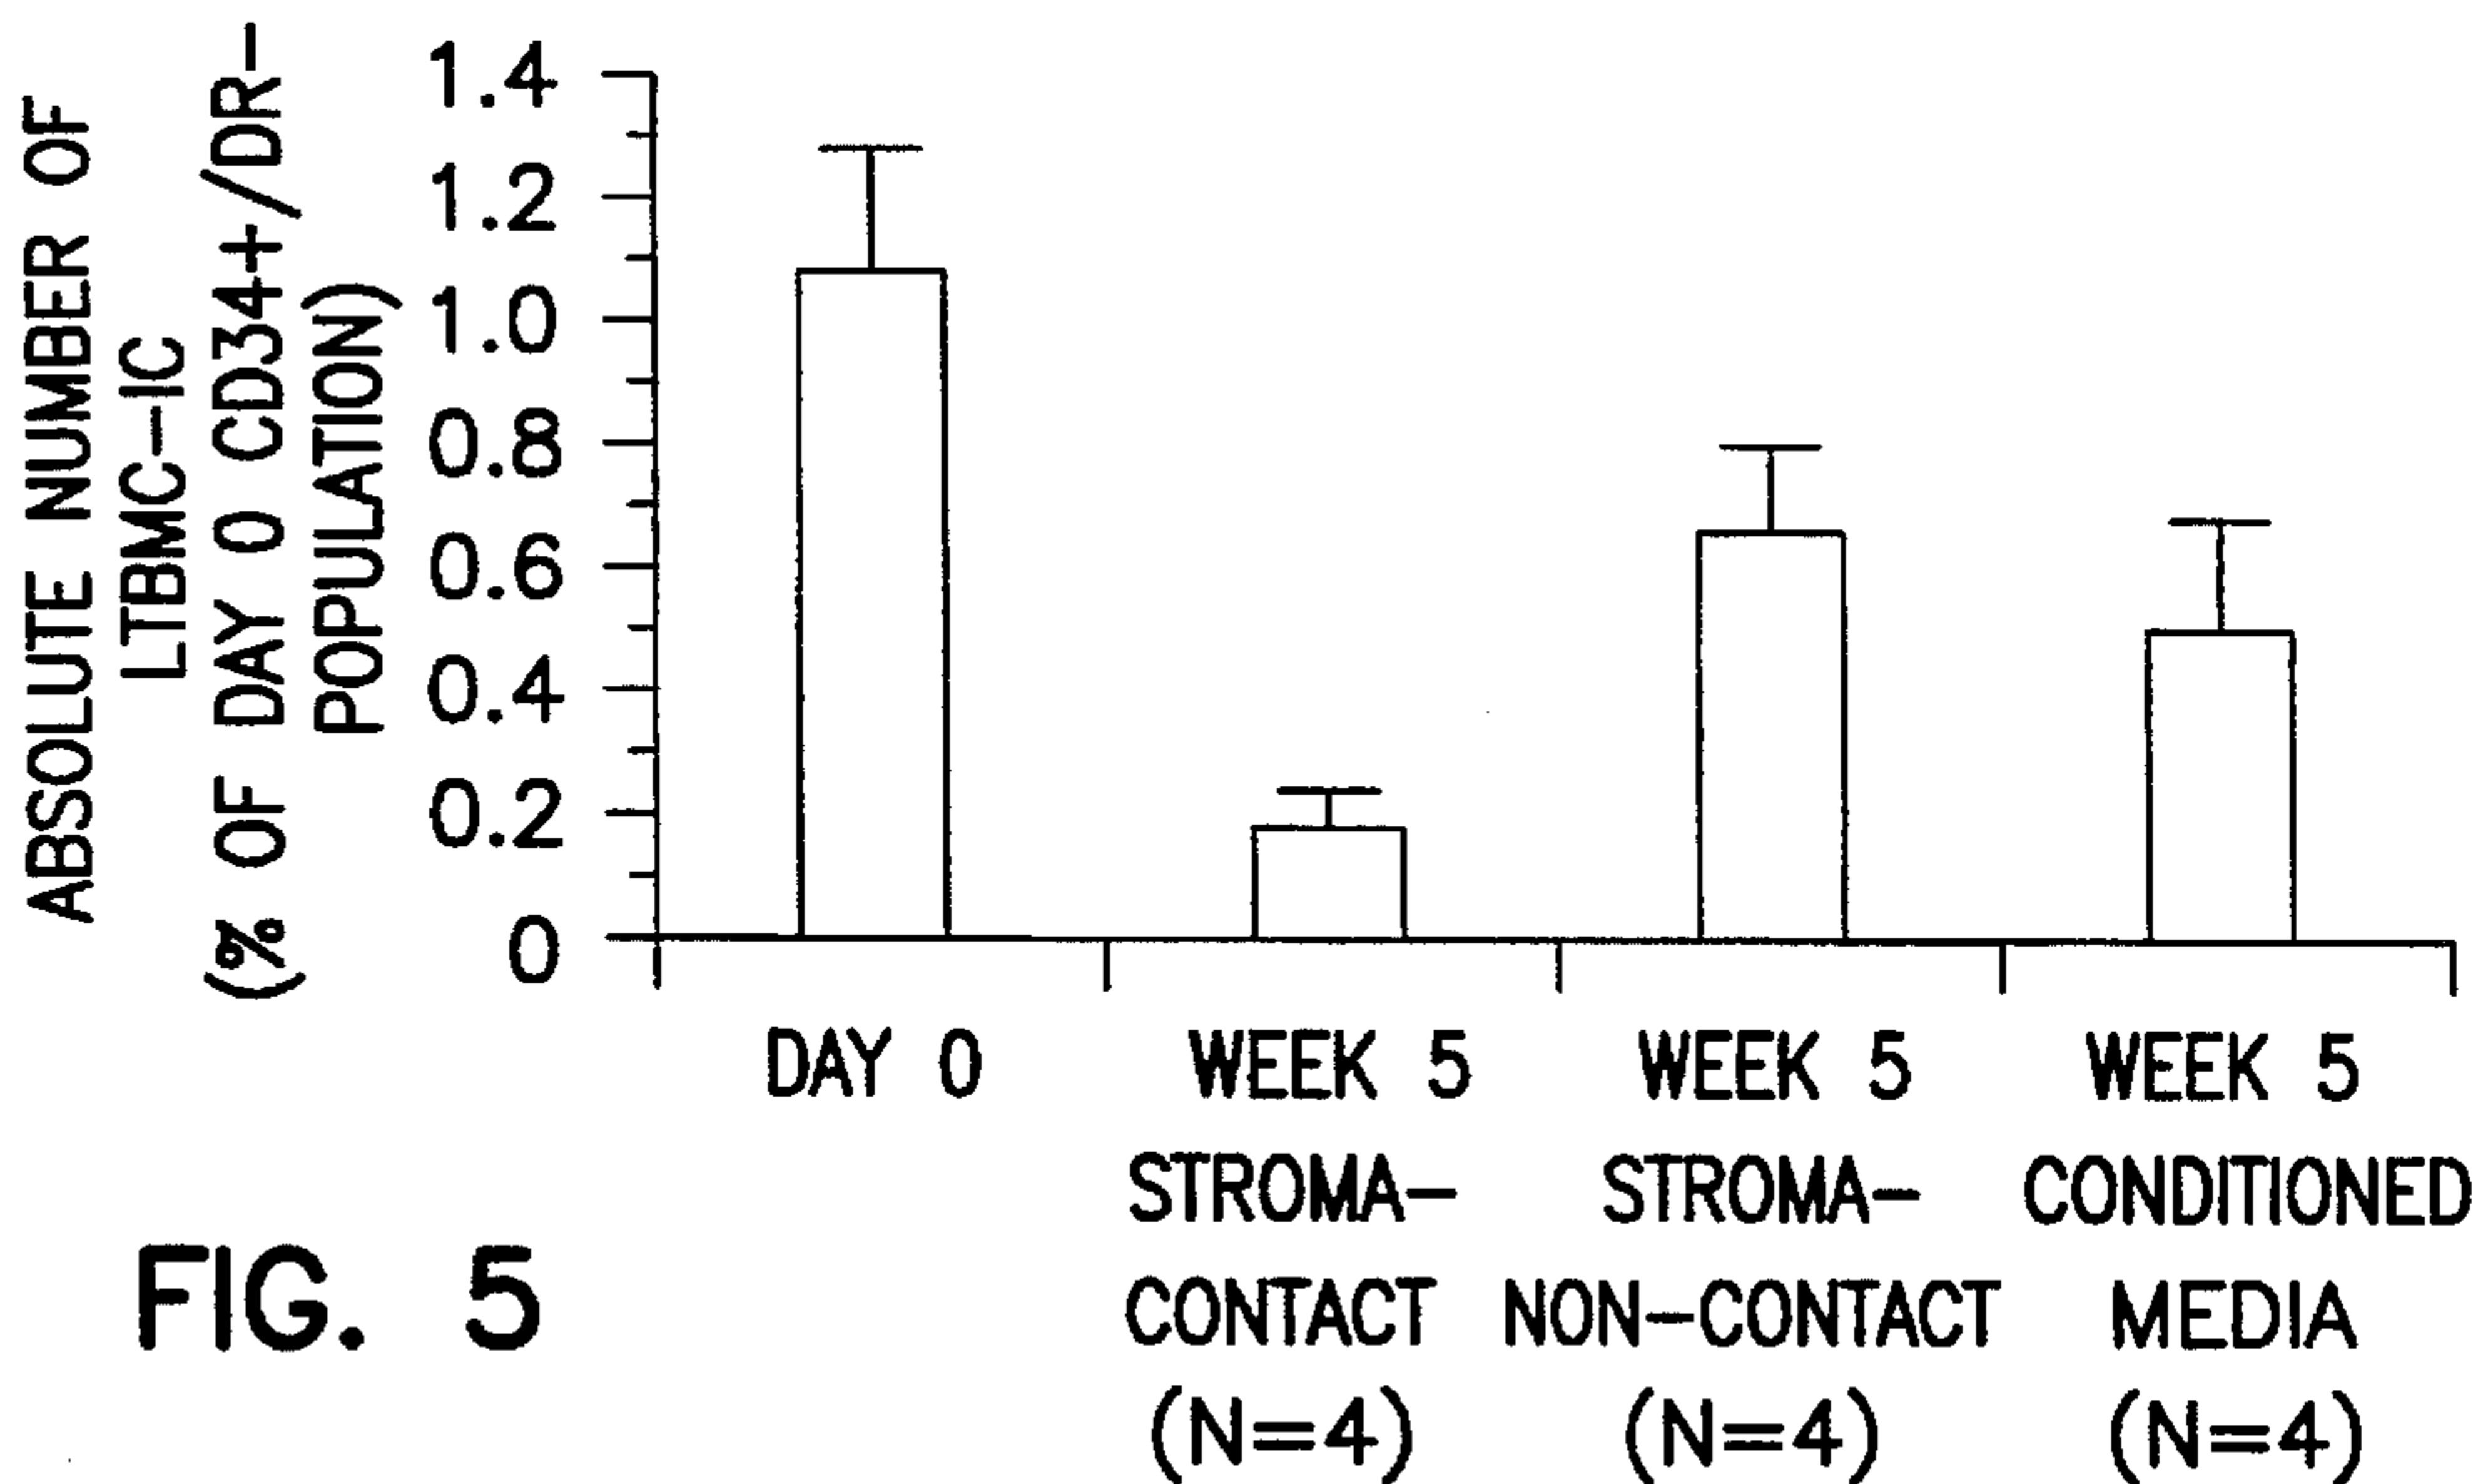 ABSOLUTE NUMBER OF
LTBMC-IC
(% OF DAY 0 CD34+/DR-
POPULATION)
1.4
1.2
1.0
0.8
0.6
0.4
0.2
0
DAY 0
WEEK 5
STROMA-
CONTACT
(N=4)
WEEK 5
STROMA-
NON-CONTACT
(N=4)
WEEK 5
CONDITIONED
MEDIA
(N=4)
FIG. 5